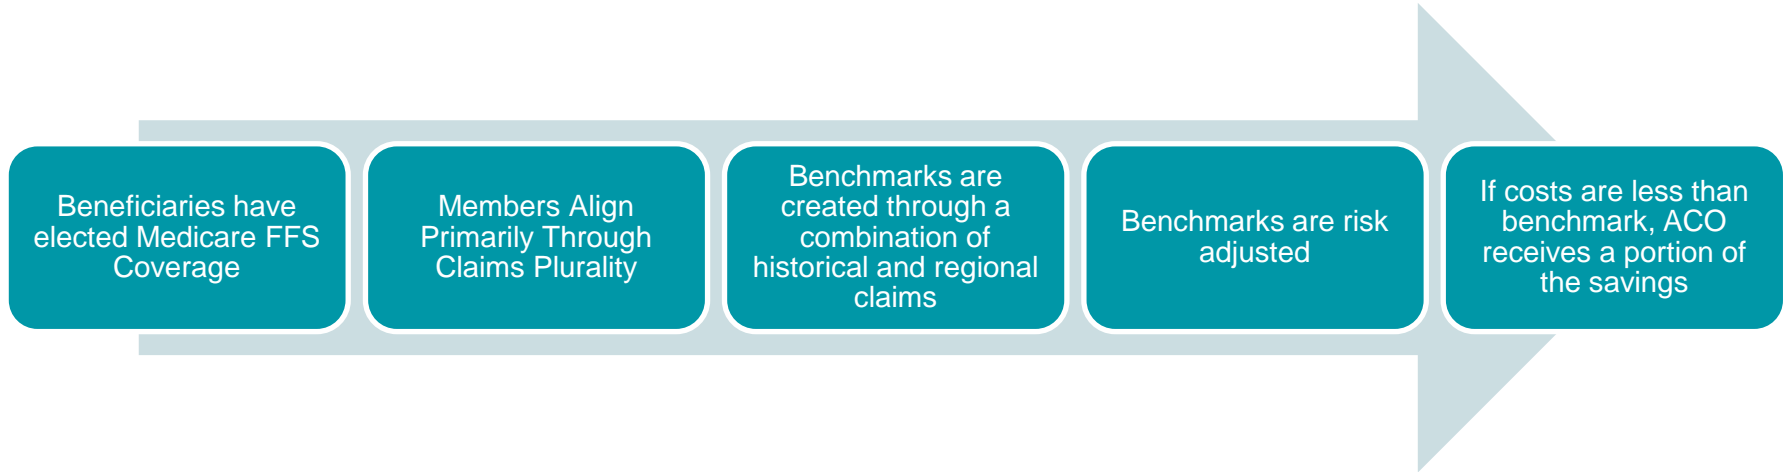 Beneficiaries have
elected Medicare FFS
Coverage
Members Align
Primarily Through
Claims Plurality
Benchmarks are
created through a
combination of
historical and regional
claims
Benchmarks are risk
adjusted
If costs are less than
benchmark, ACO
receives a portion of
the savings